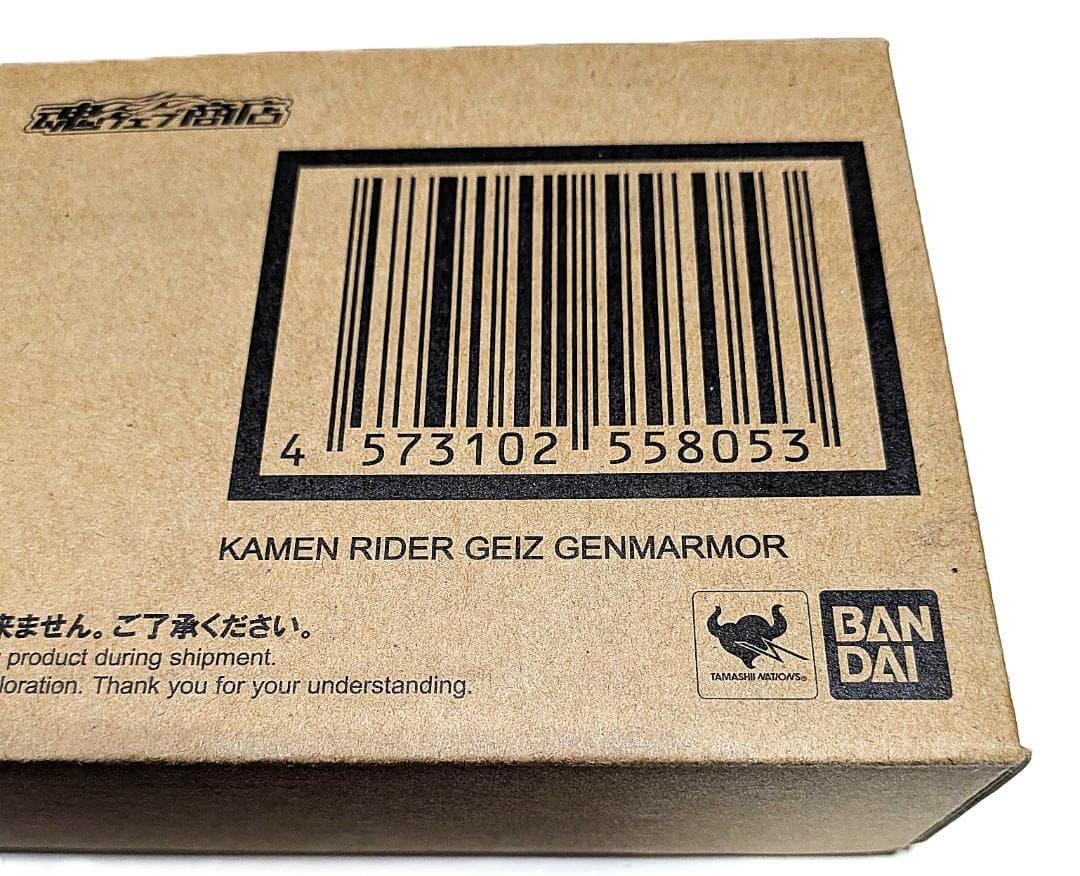 魂ウェブ商店
4 573102 558053
KAMEN RIDER GEIZ GENMARMOR
来ません。ご了承ください。
product during shipment.
loration. Thank you for your understanding.
TAMASHII NATIONS
BAN
DAI